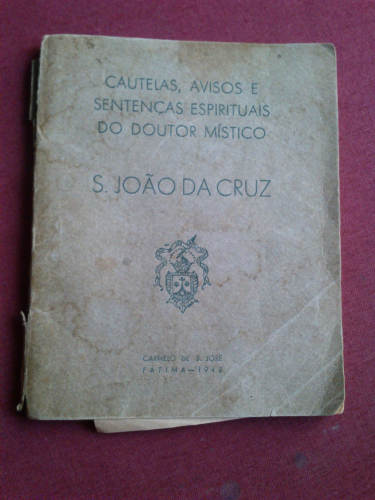 CAUTELAS, AVISOS E
SENTENÇAS ESPIRITUAIS
DO DOUTOR MÍSTICO
S. JOÃO DA CRUZ
CARMELO DE S. JOSÉ
FÁTIMA—1948